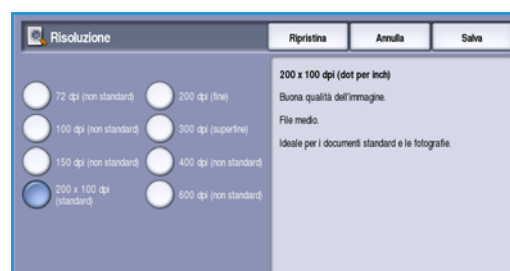 Risoluzione
Ripristina
Annulla
Salva
72 dpi (non standard)
200 dpi (fine)
100 dpi (non standard)
300 dpi (superfine)
150 dpi (non standard)
400 dpi (non standard)
200 x 100 dpi
(standard)
600 dpi (non standard)
200 x 100 dpi (dot per inch)
Buona qualità dell'immagine.
File medio.
Ideale per i documenti standard e le fotografie.